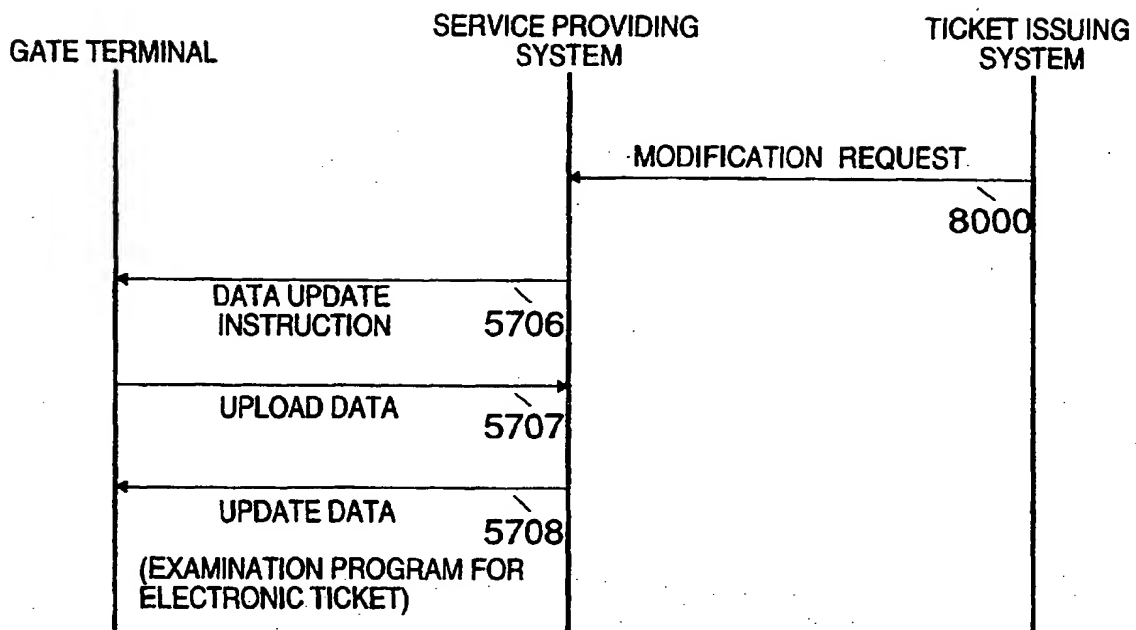 GATE TERMINAL
SERVICE PROVIDING
SYSTEM
TICKET ISSUING
SYSTEM
MODIFICATION REQUEST
8000
DATA UPDATE
INSTRUCTION
5706
UPLOAD DATA
5707
UPDATE DATA
5708
(EXAMINATION PROGRAM FOR
ELECTRONIC TICKET)